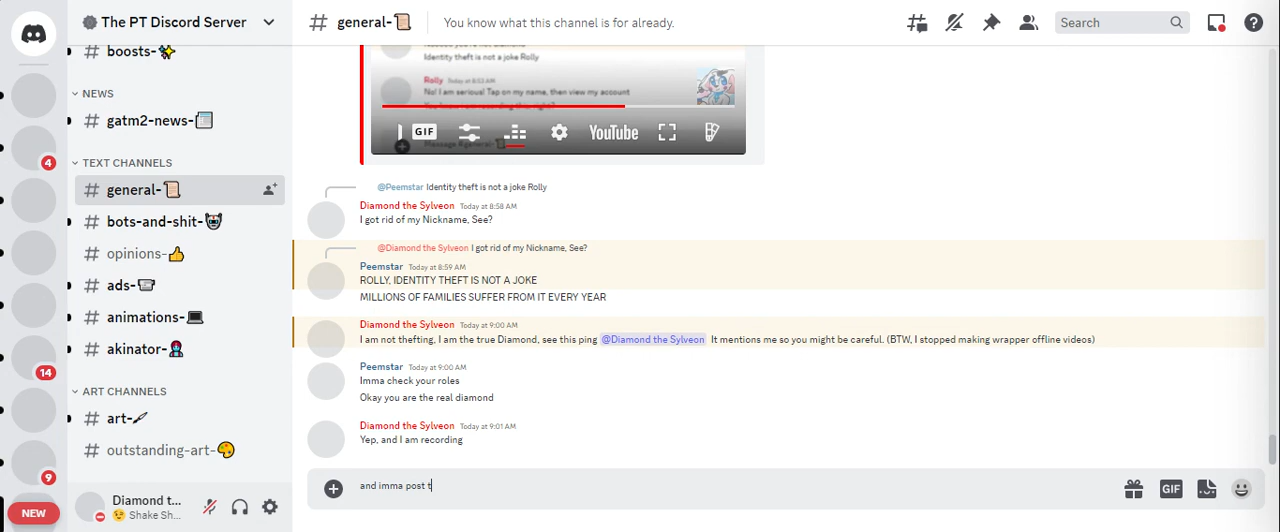 The PT Discord Server
general-
You know what this channel is for already.
Search
boosts-
NEWS
gatm2-news-
TEXT CHANNELS
general-
bots-and-shit-
opinions-
ads-
animations-
akinator-
ART CHANNELS
art-
outstanding-art-
4
14
9
NEW
Diamond t...
Shake Sh...
Identity theft is not a joke Rolly
Rolly Today at 8:53 AM
No! I am serious! Tap on my name, then view my account
GIF
YouTube
@Peemstar Identity theft is not a joke Rolly
Diamond the Sylveon Today at 8:58 AM
I got rid of my Nickname, See?
@Diamond the Sylveon I got rid of my Nickname, See?
Peemstar Today at 8:59 AM
ROLLY, IDENTITY THEFT IS NOT A JOKE
MILLIONS OF FAMILIES SUFFER FROM IT EVERY YEAR
Diamond the Sylveon Today at 9:00 AM
I am not thefting, I am the true Diamond, see this ping @Diamond the Sylveon It mentions me so you might be careful. (BTW, I stopped making wrapper offline videos)
Peemstar Today at 9:00 AM
Imma check your roles
Okay you are the real diamond
Diamond the Sylveon Today at 9:01 AM
Yep, and I am recording
and imma post t
GIF